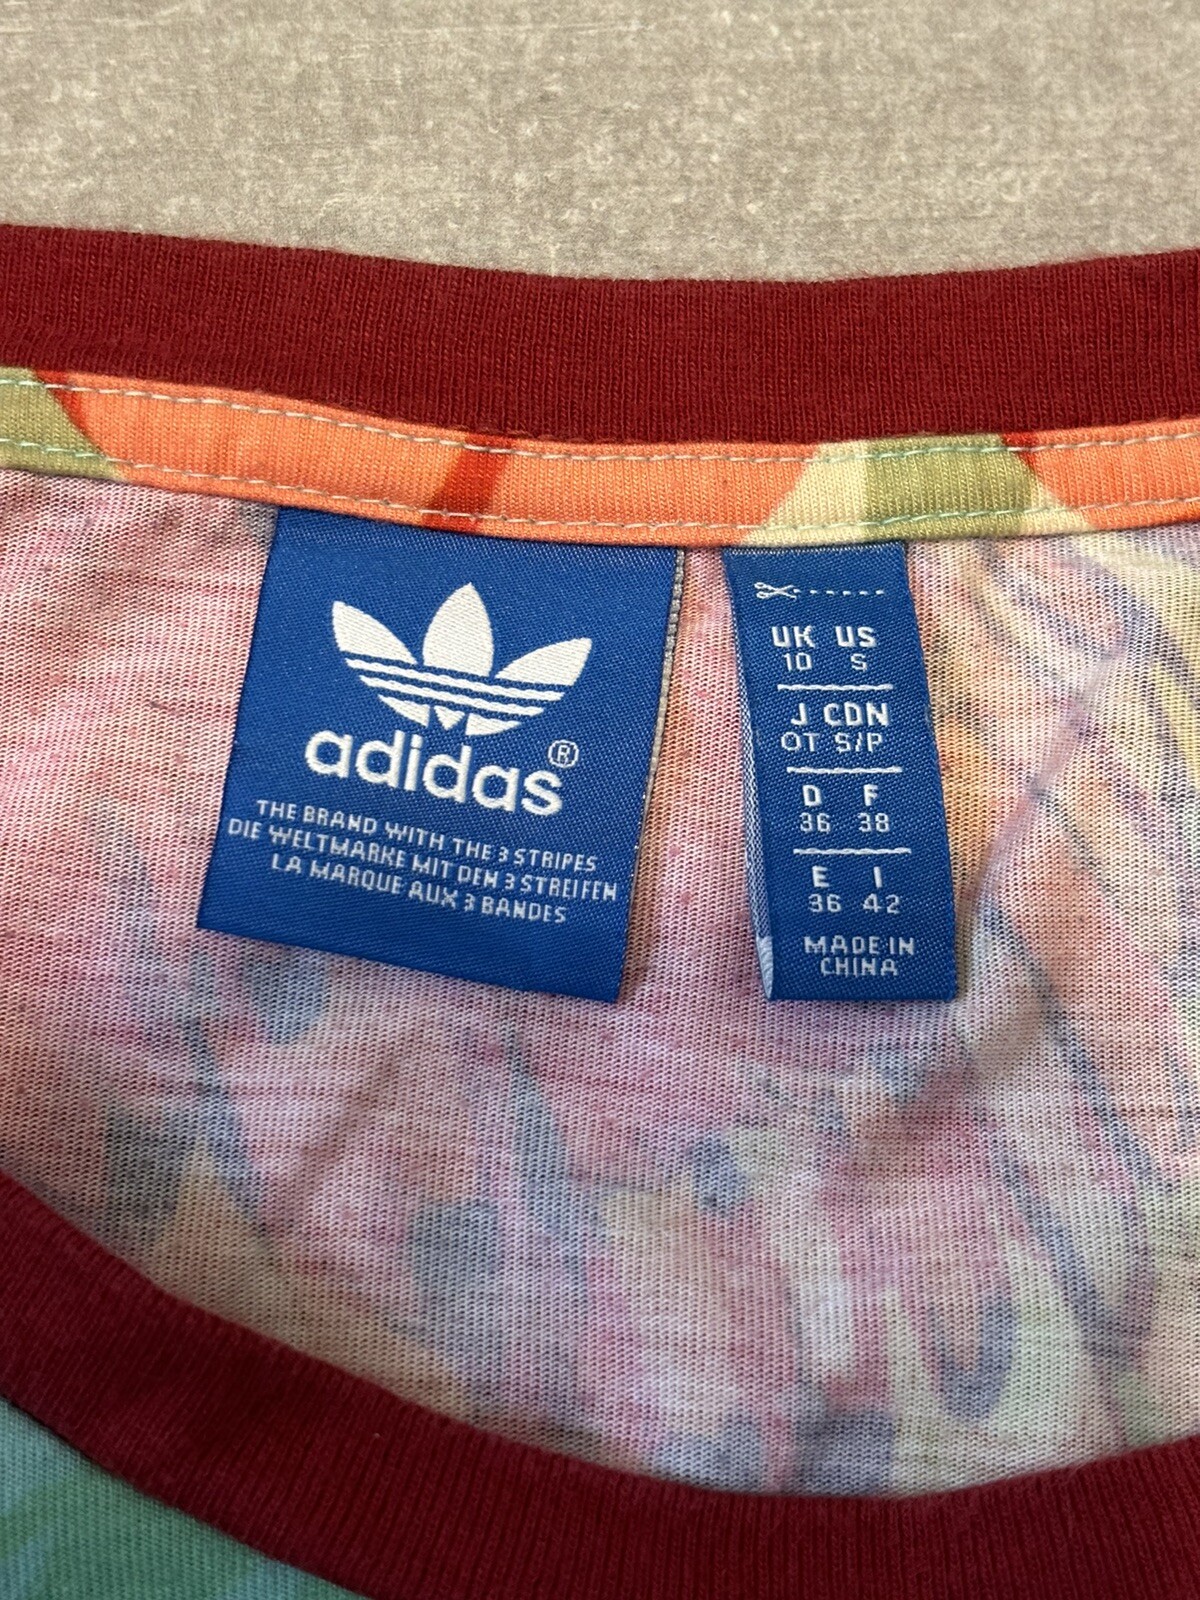 adidas®
THE BRAND WITH THE 3 STRIPES
DIE WELTMARKE MIT DEN 3 STREIFEN
LA MARQUE AUX 3 BANDES
UK US
10 S
J CDN
OT S/P
D F
36 38
E I
36 42
MADE IN
CHINA